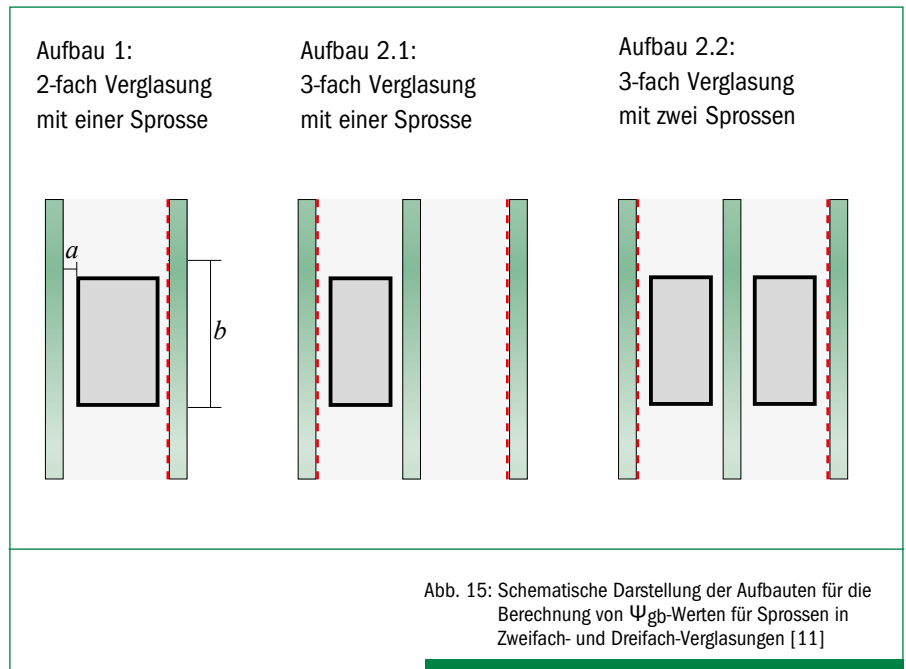 Aufbau 1:
2-fach Verglasung
mit einer Sprosse
Aufbau 2.1:
3-fach Verglasung
mit einer Sprosse
Aufbau 2.2:
3-fach Verglasung
mit zwei Sprossen
a
b
Abb. 15: Schematische Darstellung der Aufbauten für die
Berechnung von Ψgb-Werten für Sprossen in
Zweifach- und Dreifach-Verglasungen [11]